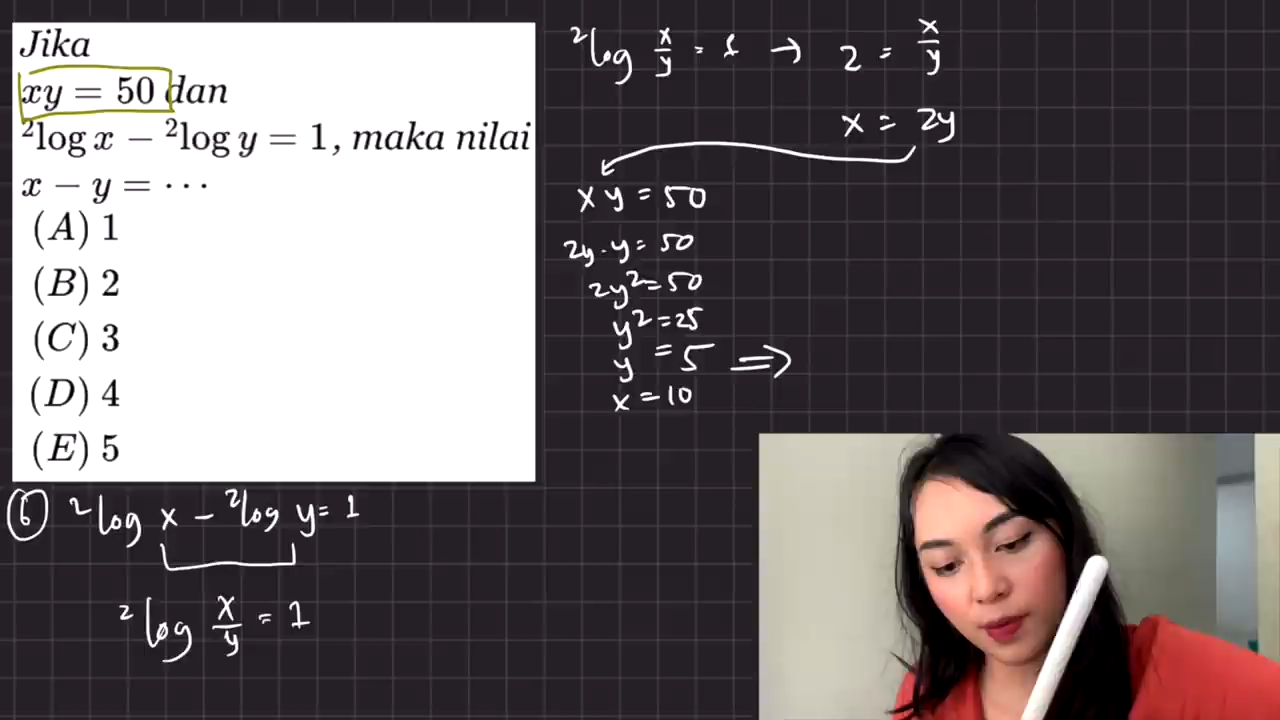 Jika
xy = 50 dan
²log x − ²log y = 1, maka nilai
x − y = ⋯
(A) 1
(B) 2
(C) 3
(D) 4
(E) 5
⑥ ²log x − ²log y = 1
²log x/y = 1
²log x/y = 1 → 2 = x/y
x = 2y
xy = 50
2y · y = 50
2y² = 50
y² = 25
y = 5 ⇒
x = 10